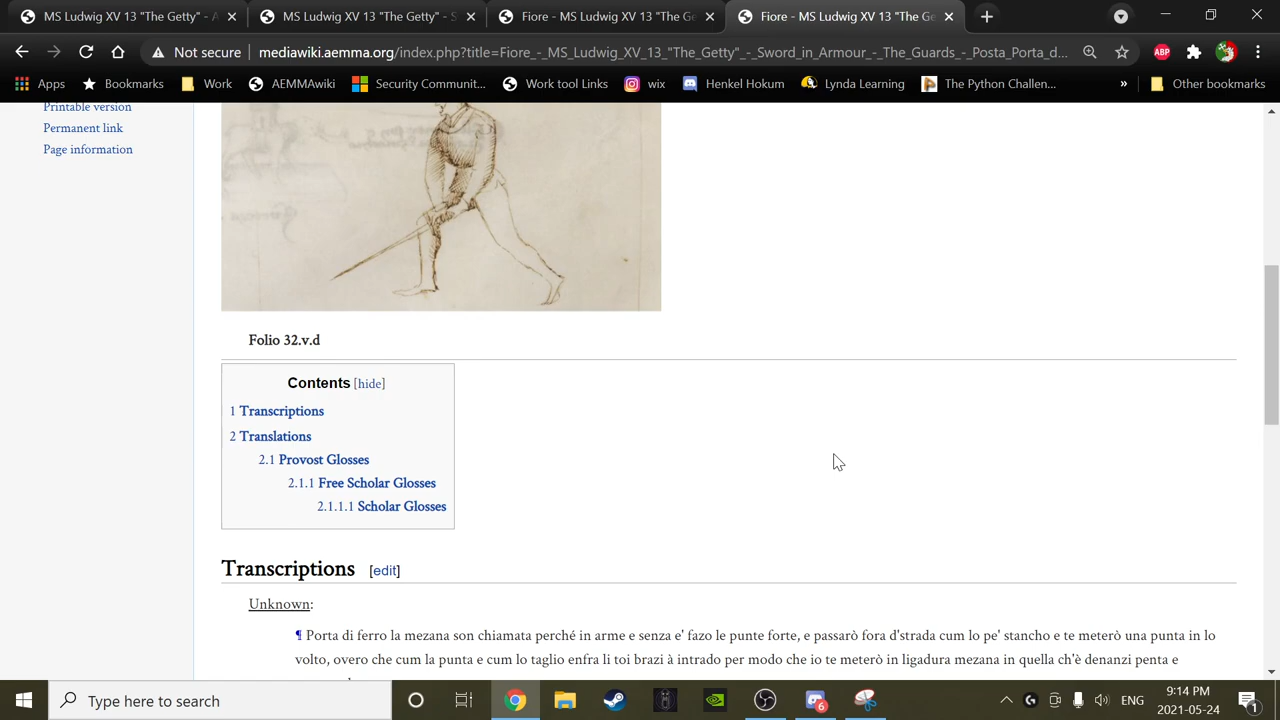 MS Ludwig XV 13 "The Getty" - A
MS Ludwig XV 13 "The Getty" - S
Fiore - MS Ludwig XV 13 "The Ge
Fiore - MS Ludwig XV 13 "The Ge
Not secure mediawiki.aemma.org/index.php?title=Fiore_-_MS_Ludwig_XV_13_"The_Getty"_-_Sword_in_Armour_-_The_Guards_-_Posta_Porta_d...
ABP
Apps Bookmarks Work AEMMAwiki Security Communit... Work tool Links wix Henkel Hokum Lynda Learning The Python Challen... » Other bookmarks
Printable version
Permanent link
Page information
Folio 32.v.d
Contents [hide]
1 Transcriptions
2 Translations
2.1 Provost Glosses
2.1.1 Free Scholar Glosses
2.1.1.1 Scholar Glosses
Transcriptions [edit]
Unknown:
¶ Porta di ferro la mezana son chiamata perché in arme e senza e' fazo le punte forte, e passarò fora d'strada cum lo pe' stancho e te meterò una punta in lo
volto, overo che cum la punta e cum lo taglio enfra li toi brazi à intrado per modo che io te meterò in ligadura mezana in quella ch'è denanzi penta e
Type here to search
6
ENG
9:14 PM
2021-05-24
1